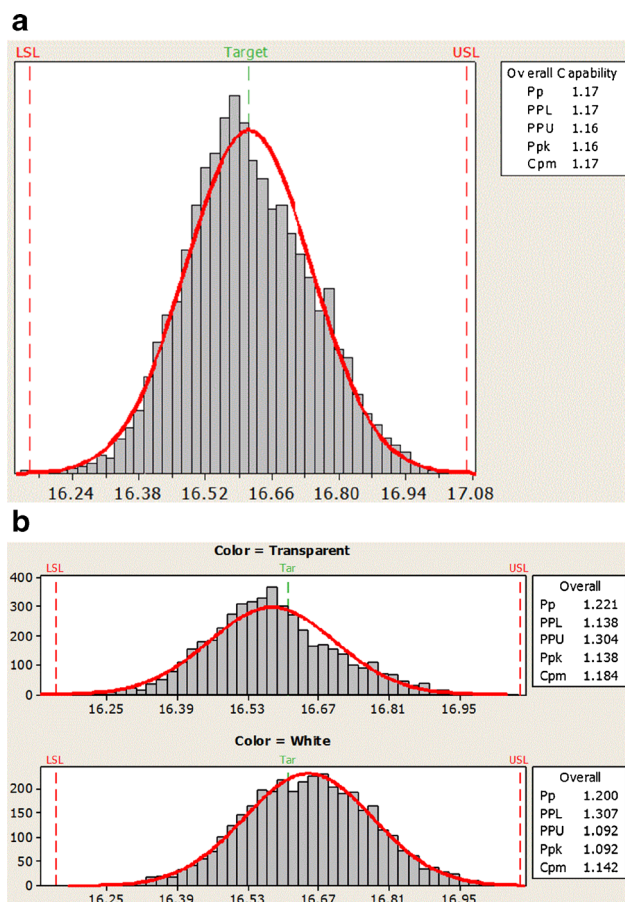 a
LSL Target USL
Overall Capability
Pp 1.17
PPL 1.17
PPU 1.16
Ppk 1.16
Cpm 1.17
16.24 16.38 16.52 16.66 16.80 16.94 17.08
b
Color = Transparent
LSL Tar USL
400
300
200
100
0
16.25 16.39 16.53 16.67 16.81 16.95
Overall
Pp 1.221
PPL 1.138
PPU 1.304
Ppk 1.138
Cpm 1.184
Color = White
LSL Tar USL
200
150
100
50
0
16.25 16.39 16.53 16.67 16.81 16.95
Overall
Pp 1.200
PPL 1.307
PPU 1.092
Ppk 1.092
Cpm 1.142